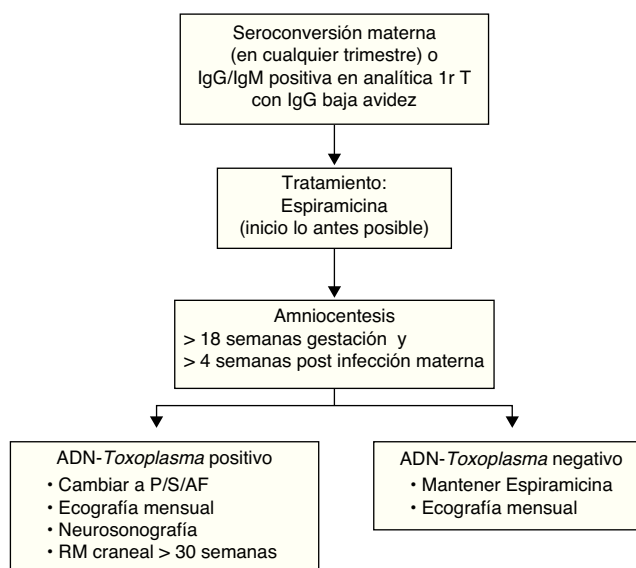 Seroconversión materna
(en cualquier trimestre) o
IgG/IgM positiva en analítica 1r T
con IgG baja avidez
Tratamiento:
Espiramicina
(inicio lo antes posible)
Amniocentesis
> 18 semanas gestación y
> 4 semanas post infección materna
ADN-Toxoplasma positivo
• Cambiar a P/S/AF
• Ecografía mensual
• Neurosonografía
• RM craneal > 30 semanas
ADN-Toxoplasma negativo
• Mantener Espiramicina
• Ecografía mensual